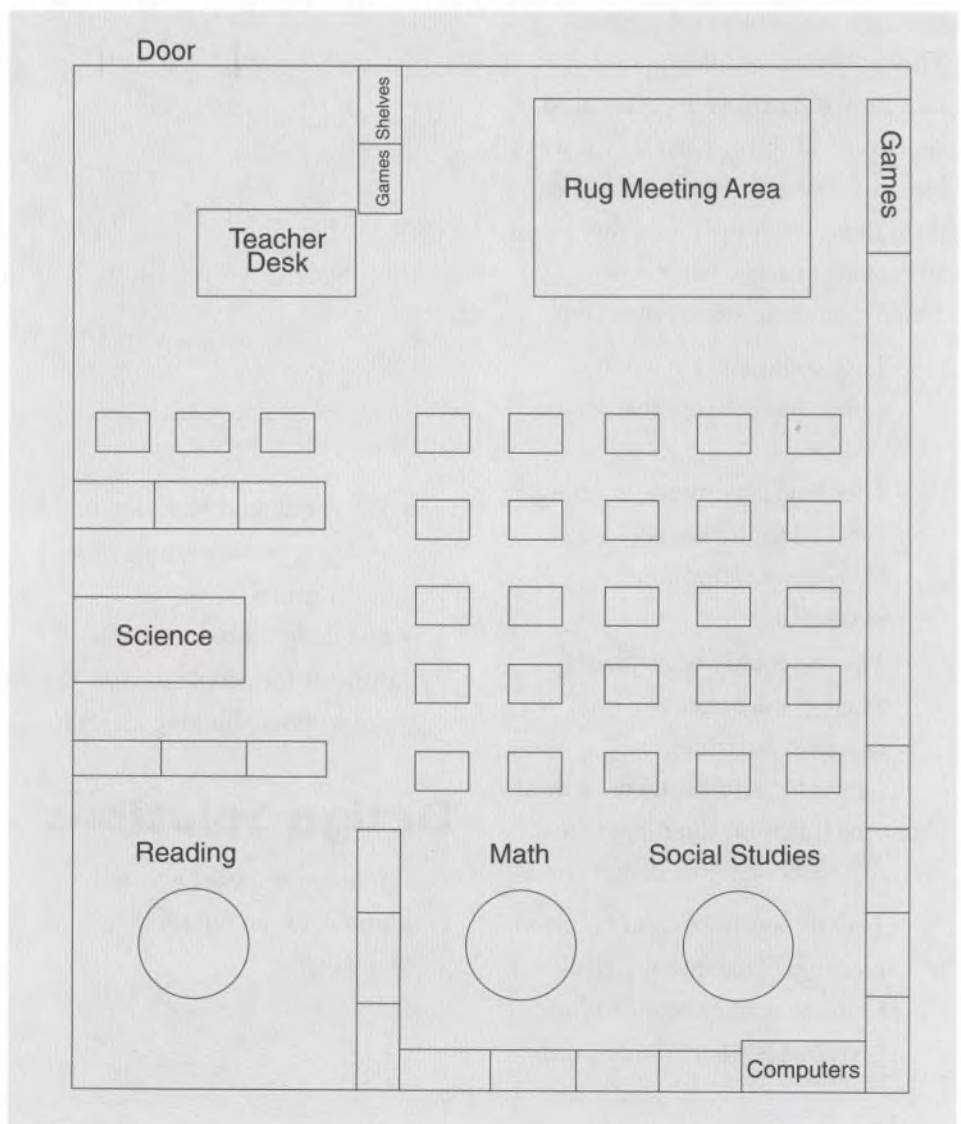 Door
Shelves
Games
Games
Rug Meeting Area
Teacher
Desk
Science
Reading
Math
Social Studies
Computers